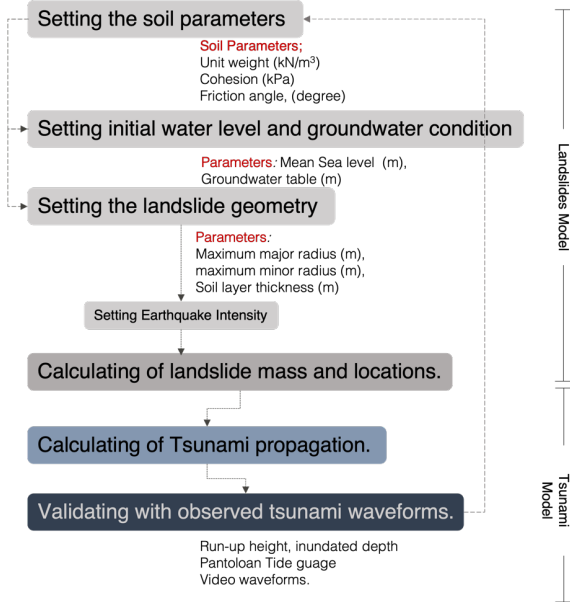 Setting the soil parameters
Soil Parameters;
Unit weight (kN/m³)
Cohesion (kPa)
Friction angle, (degree)
Setting initial water level and groundwater condition
Parameters.: Mean Sea level (m),
Groundwater table (m)
Setting the landslide geometry
Parameters.:
Maximum major radius (m),
maximum minor radius (m),
Soil layer thickness (m)
Setting Earthquake Intensity
Calculating of landslide mass and locations.
Landslides Model
Calculating of Tsunami propagation.
Validating with observed tsunami waveforms.
Run-up height, inundated depth
Pantoloan Tide guage
Video waveforms.
Tsunami
Model